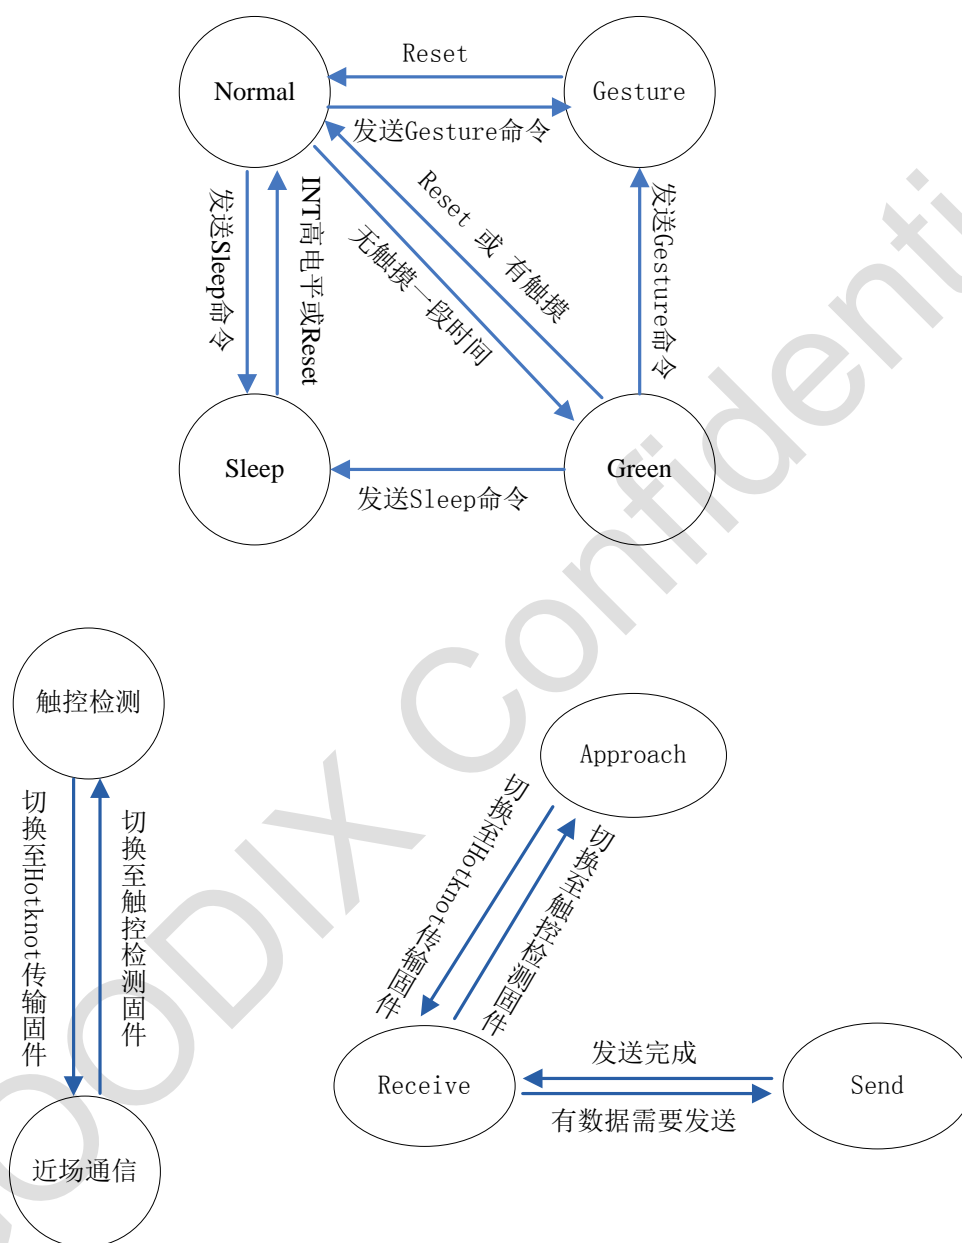 Reset
Normal
Gesture
发送Gesture命令
Reset 或 有触摸
无触摸一段时间
发送Sleep命令
INT高电平或Reset
发送Gesture命令
Sleep
Green
发送Sleep命令
触控检测
Approach
切换至Hotknot传输固件
切换至触控检测固件
切换至Hotknot传输固件
切换至触控检测固件
发送完成
Receive
Send
有数据需要发送
近场通信
OODIX Confidenti